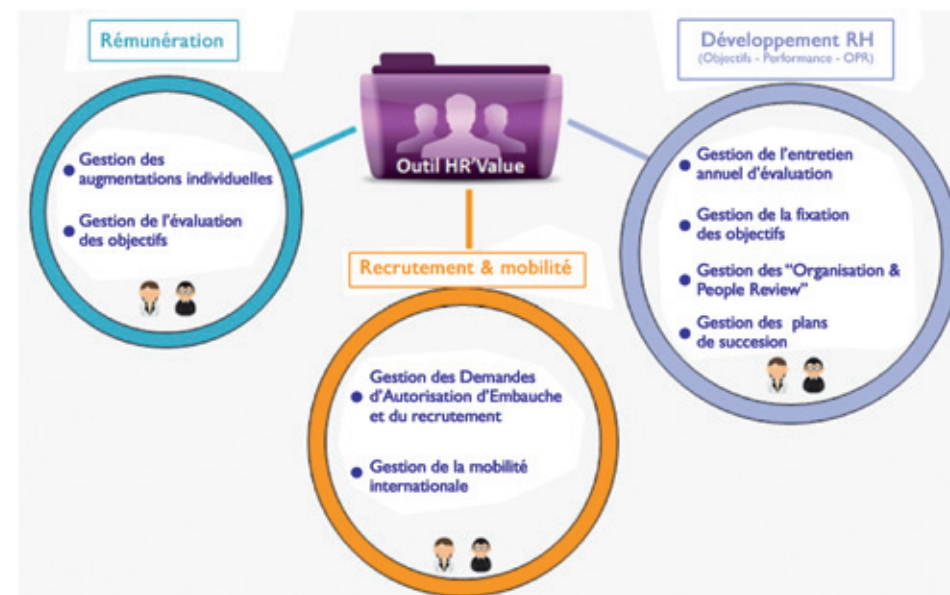 Rémunération
Gestion des
augmentations individuelles
Gestion de l'évaluation
des objectifs
Outil HR'Value
Développement RH
(Objectifs - Performance - OPR)
Gestion de l'entretien
annuel d'évaluation
Gestion de la fixation
des objectifs
Gestion des "Organisation &
People Review"
Gestion des plans
de succesion
Recrutement & mobilité
Gestion des Demandes
d'Autorisation d'Embauche
et du recrutement
Gestion de la mobilité
internationale